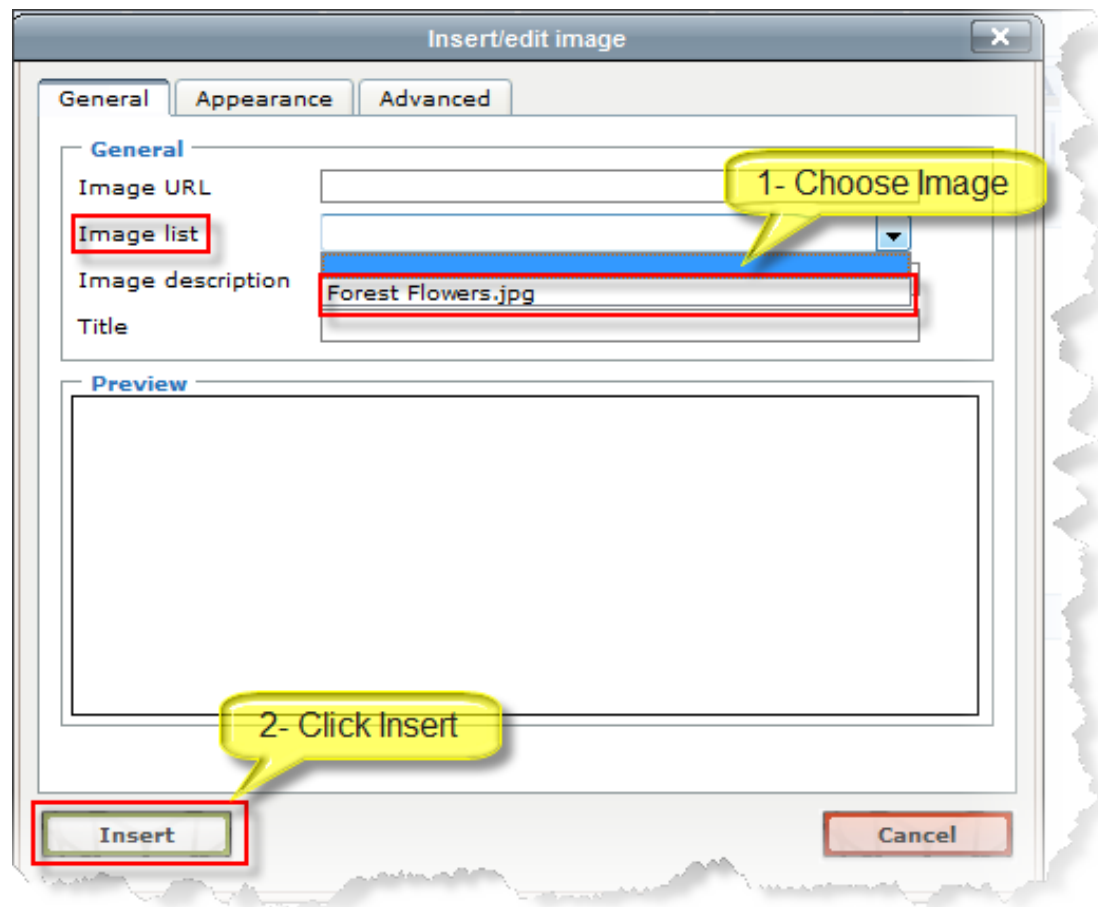 Insert/edit image
General Appearance Advanced
General
Image URL
1- Choose Image
Image list
Image description
Forest Flowers.jpg
Title
Preview
2- Click Insert
Insert
Cancel